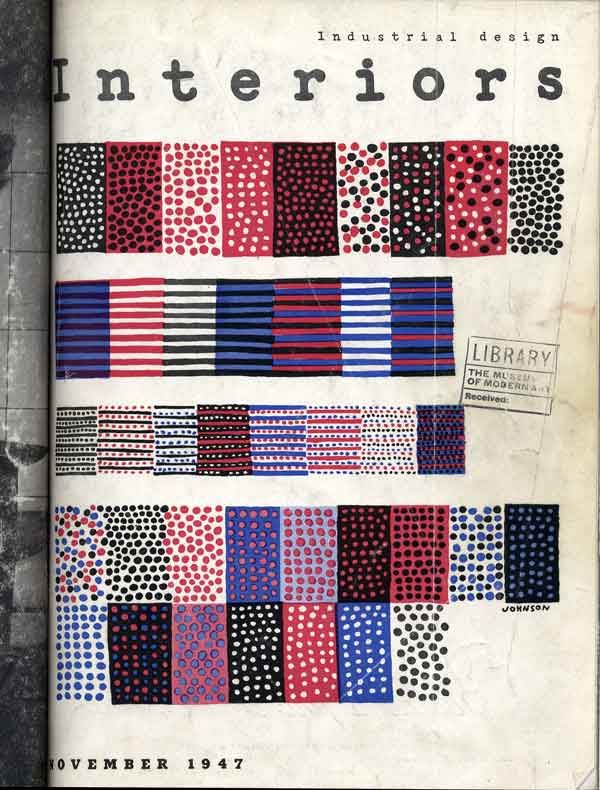 Industrial design
Interiors
LIBRARY
THE MUSEUM
OF MODERN ART
Received:
JOHNSON
NOVEMBER 1947